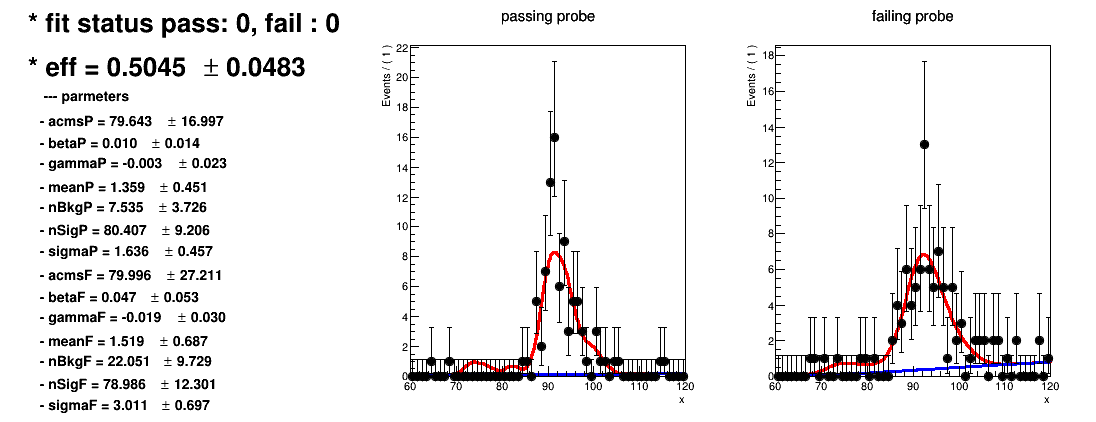 * fit status pass: 0, fail : 0
* eff = 0.5045 ± 0.0483
--- parmeters
- acmsP = 79.643 ± 16.997
- betaP = 0.010 ± 0.014
- gammaP = -0.003 ± 0.023
- meanP = 1.359 ± 0.451
- nBkgP = 7.535 ± 3.726
- nSigP = 80.407 ± 9.206
- sigmaP = 1.636 ± 0.457
- acmsF = 79.996 ± 27.211
- betaF = 0.047 ± 0.053
- gammaF = -0.019 ± 0.030
- meanF = 1.519 ± 0.687
- nBkgF = 22.051 ± 9.729
- nSigF = 78.986 ± 12.301
- sigmaF = 3.011 ± 0.697
passing probe
Events / ( 1 )
22
20
18
16
14
12
10
8
6
4
2
0
60 70 80 90 100 110 120
x
failing probe
Events / ( 1 )
18
16
14
12
10
8
6
4
2
0
60 70 80 90 100 110 120
x